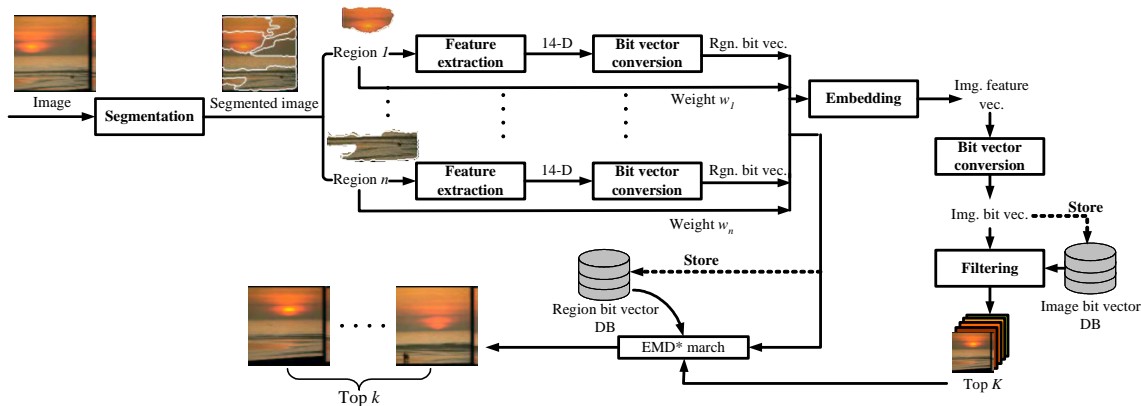 Image
Segmentation
Segmented image
Region 1
Feature
extraction
14-D
Bit vector
conversion
Rgn. bit vec.
Weight w1
Region n
Feature
extraction
14-D
Bit vector
conversion
Rgn. bit vec.
Weight wn
Embedding
Img. feature
vec.
Bit vector
conversion
Img. bit vec.
Store
Filtering
Image bit vector
DB
Top K
Store
Region bit vector
DB
EMD* march
Top k